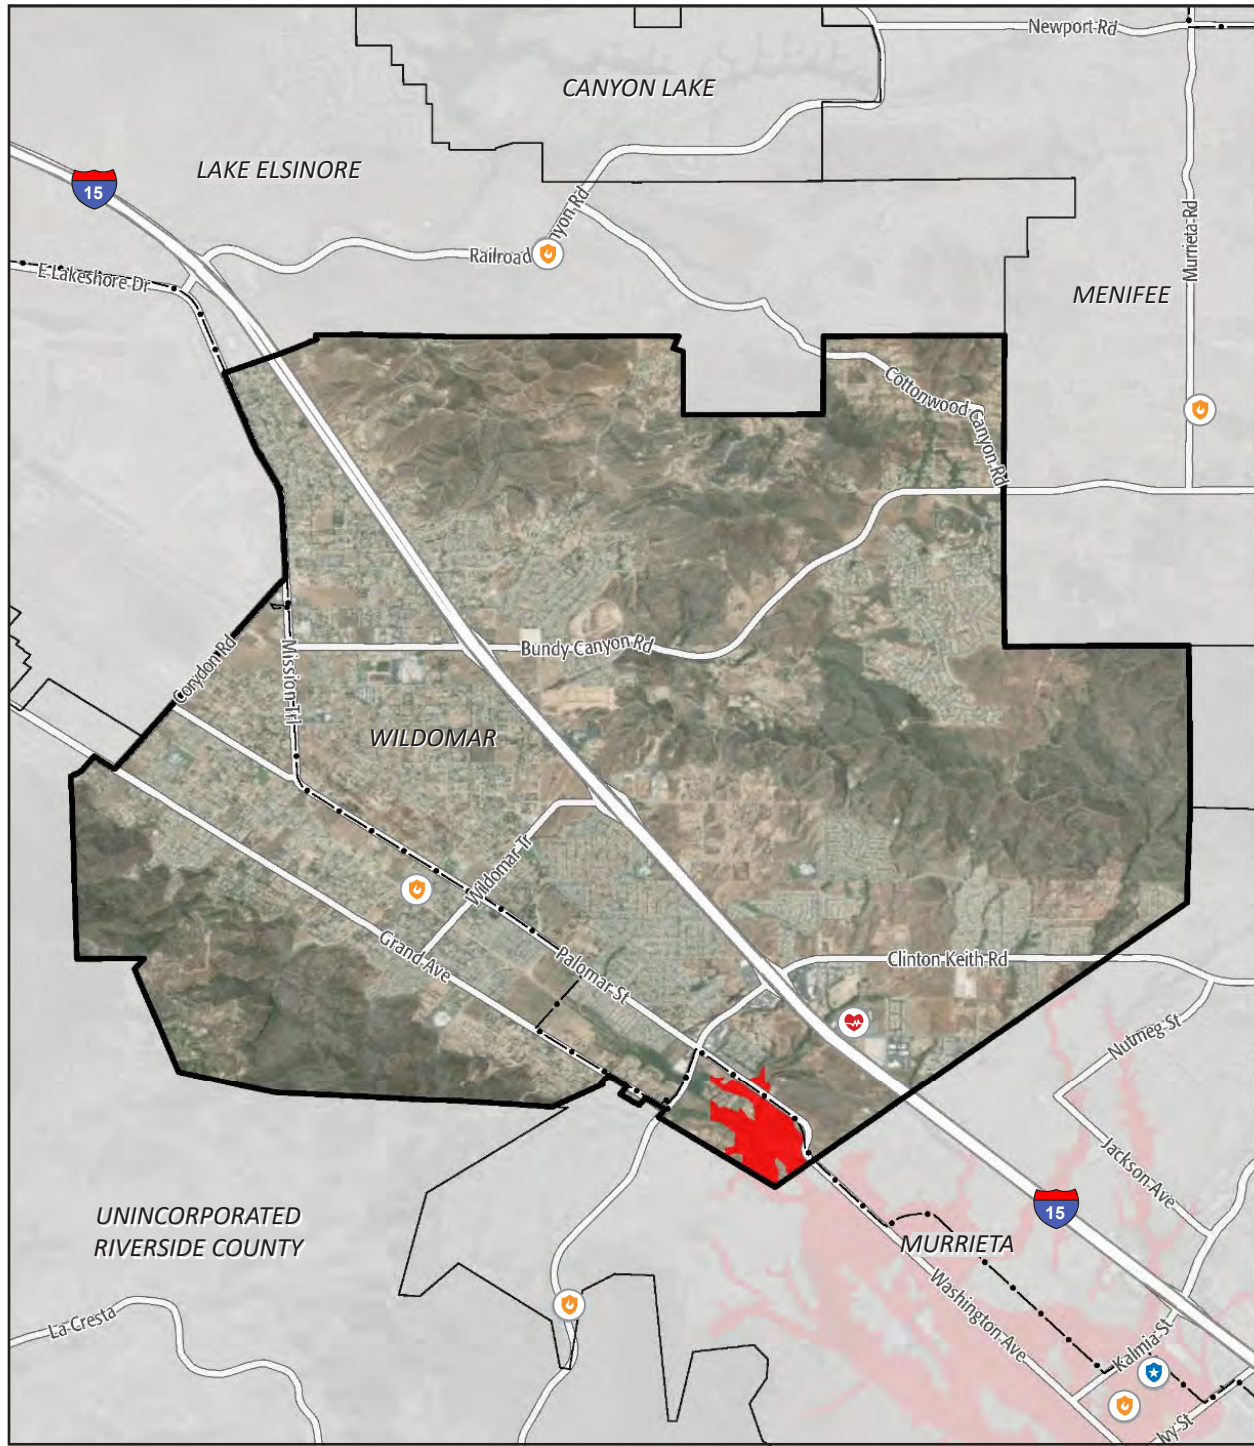 Newport Rd
CANYON LAKE
LAKE ELSINORE
15
Railroad Canyon Rd
Murrieta Rd
E Lakeshore Dr
MENIFEE
Cottonwood Canyon Rd
Corydon Rd
Mission Trl
Bundy Canyon Rd
WILDOMAR
Wildomar Tr
Grand Ave
Palomar St
Clinton Keith Rd
Nutmeg St
Jackson Ave
15
UNINCORPORATED
RIVERSIDE COUNTY
MURRIETA
Washington Ave
La Cresta
Kalmia St
Ivy St